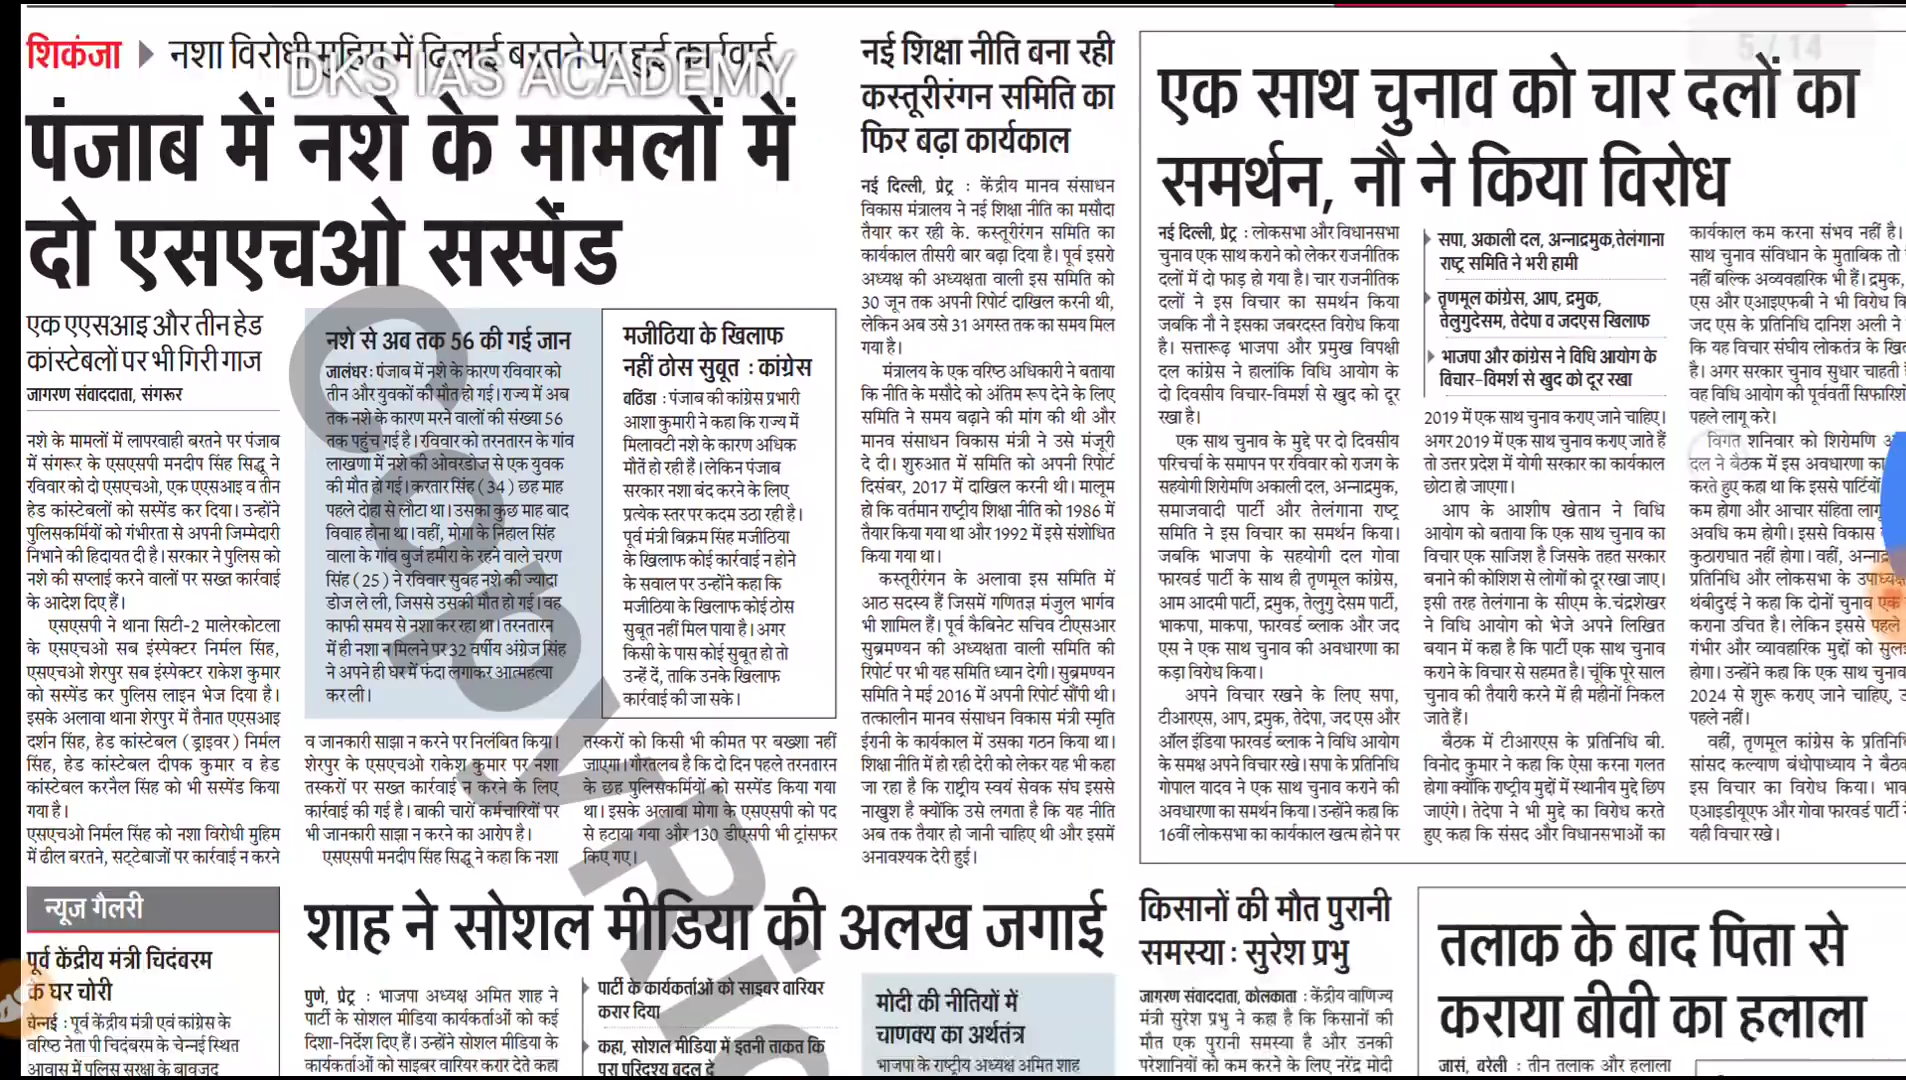 5 / 14
शिकंजा
नशा विरोधी मुहिम में ढिलाई बरतने पर हुई कार्रवाई
DKS IAS ACADEMY
पंजाब में नशे के मामलों में
दो एसएचओ सस्पेंड
एक एएसआइ और तीन हेड
कांस्टेबलों पर भी गिरी गाज
जागरण संवाददाता, संगरूर
नशे के मामलों में लापरवाही बरतने पर पंजाब
में संगरूर के एसएसपी मनदीप सिंह सिद्धू ने
रविवार को दो एसएचओ, एक एएसआइ व तीन
हेड कांस्टेबलों को सस्पेंड कर दिया। उन्होंने
पुलिसकर्मियों को गंभीरता से अपनी जिम्मेदारी
निभाने की हिदायत दी है। सरकार ने पुलिस को
नशे की सप्लाई करने वालों पर सख्त कार्रवाई
के आदेश दिए हैं।
एसएसपी ने थाना सिटी-2 मालेरकोटला
के एसएचओ सब इंस्पेक्टर निर्मल सिंह,
एसएचओ शेरपुर सब इंस्पेक्टर राकेश कुमार
को सस्पेंड कर पुलिस लाइन भेज दिया है।
इसके अलावा थाना शेरपुर में तैनात एएसआइ
दर्शन सिंह, हेड कांस्टेबल (ड्राइवर) निर्मल
सिंह, हेड कांस्टेबल दीपक कुमार व हेड
कांस्टेबल करनैल सिंह को भी सस्पेंड किया
गया है।
एसएचओ निर्मल सिंह को नशा विरोधी मुहिम
में ढील बरतने, सट्टेबाजों पर कार्रवाई न करने
नशे से अब तक 56 की गई जान
जालंधर : पंजाब में नशे के कारण रविवार को
तीन और युवकों की मौत हो गई। राज्य में अब
तक नशे के कारण मरने वालों की संख्या 56
तक पहुंच गई है। रविवार को तरनतारन के गांव
लाखणा में नशे की ओवरडोज से एक युवक
की मौत हो गई। करतार सिंह (34) छह माह
पहले दोहा से लौटा था। उसका कुछ माह बाद
विवाह होना था। वहीं, मोगा के निहाल सिंह
वाला के गांव बुर्ज हमीरा के रहने वाले चरण
सिंह (25) ने रविवार सुबह नशे की ज्यादा
डोज ले ली, जिससे उसकी मौत हो गई। वह
काफी समय से नशा कर रहा था। तरनतारन
में ही नशा न मिलने पर 32 वर्षीय अंग्रेज सिंह
ने अपने ही घर में फंदा लगाकर आत्महत्या
कर ली।
मजीठिया के खिलाफ
नहीं ठोस सुबूत : कांग्रेस
बठिंडा : पंजाब की कांग्रेस प्रभारी
आशा कुमारी ने कहा कि राज्य में
मिलावटी नशे के कारण अधिक
मौतें हो रही हैं। लेकिन पंजाब
सरकार नशा बंद करने के लिए
प्रत्येक स्तर पर कदम उठा रही है।
पूर्व मंत्री बिक्रम सिंह मजीठिया
के खिलाफ कोई कार्रवाई न होने
के सवाल पर उन्होंने कहा कि
मजीठिया के खिलाफ कोई ठोस
सुबूत नहीं मिल पाया है। अगर
किसी के पास कोई सुबूत हो तो
उन्हें दें, ताकि उनके खिलाफ
कार्रवाई की जा सके।
व जानकारी साझा न करने पर निलंबित किया।
शेरपुर के एसएचओ राकेश कुमार पर नशा
तस्करों पर सख्त कार्रवाई न करने के लिए
कार्रवाई की गई है। बाकी चारों कर्मचारियों पर
भी जानकारी साझा न करने का आरोप है।
एसएसपी मनदीप सिंह सिद्धू ने कहा कि नशा
तस्करों को किसी भी कीमत पर बख्शा नहीं
जाएगा। गौरतलब है कि दो दिन पहले तरनतारन
के छह पुलिसकर्मियों को सस्पेंड किया गया
था। इसके अलावा मोगा के एसएसपी को पद
से हटाया गया और 130 डीएसपी भी ट्रांसफर
किए गए।
नई शिक्षा नीति बना रही
कस्तूरीरंगन समिति का
फिर बढ़ा कार्यकाल
नई दिल्ली, प्रेट्र : केंद्रीय मानव संसाधन
विकास मंत्रालय ने नई शिक्षा नीति का मसौदा
तैयार कर रही के. कस्तूरीरंगन समिति का
कार्यकाल तीसरी बार बढ़ा दिया है। पूर्व इसरो
अध्यक्ष की अध्यक्षता वाली इस समिति को
30 जून तक अपनी रिपोर्ट दाखिल करनी थी,
लेकिन अब उसे 31 अगस्त तक का समय मिल
गया है।
मंत्रालय के एक वरिष्ठ अधिकारी ने बताया
कि नीति के मसौदे को अंतिम रूप देने के लिए
समिति ने समय बढ़ाने की मांग की थी और
मानव संसाधन विकास मंत्री ने उसे मंजूरी
दे दी। शुरुआत में समिति को अपनी रिपोर्ट
दिसंबर, 2017 में दाखिल करनी थी। मालूम
हो कि वर्तमान राष्ट्रीय शिक्षा नीति को 1986 में
तैयार किया गया था और 1992 में इसे संशोधित
किया गया था।
कस्तूरीरंगन के अलावा इस समिति में
आठ सदस्य हैं जिसमें गणितज्ञ मंजुल भार्गव
भी शामिल हैं। पूर्व कैबिनेट सचिव टीएसआर
सुब्रमण्यन की अध्यक्षता वाली समिति की
रिपोर्ट पर भी यह समिति ध्यान देगी। सुब्रमण्यन
समिति ने मई 2016 में अपनी रिपोर्ट सौंपी थी।
तत्कालीन मानव संसाधन विकास मंत्री स्मृति
ईरानी के कार्यकाल में उसका गठन किया था।
शिक्षा नीति में हो रही देरी को लेकर यह भी कहा
जा रहा है कि राष्ट्रीय स्वयं सेवक संघ इससे
नाखुश है क्योंकि उसे लगता है कि यह नीति
अब तक तैयार हो जानी चाहिए थी और इसमें
अनावश्यक देरी हुई।
एक साथ चुनाव को चार दलों का
समर्थन, नौ ने किया विरोध
नई दिल्ली, प्रेट्र : लोकसभा और विधानसभा
चुनाव एक साथ कराने को लेकर राजनीतिक
दलों में दो फाड़ हो गया है। चार राजनीतिक
दलों ने इस विचार का समर्थन किया
जबकि नौ ने इसका जबरदस्त विरोध किया
है। सत्तारूढ़ भाजपा और प्रमुख विपक्षी
दल कांग्रेस ने हालांकि विधि आयोग के
दो दिवसीय विचार-विमर्श से खुद को दूर
रखा है।
एक साथ चुनाव के मुद्दे पर दो दिवसीय
परिचर्चा के समापन पर रविवार को राजग के
सहयोगी शिरोमणि अकाली दल, अन्नाद्रमुक,
समाजवादी पार्टी और तेलंगाना राष्ट्र
समिति ने इस विचार का समर्थन किया।
जबकि भाजपा के सहयोगी दल गोवा
फारवर्ड पार्टी के साथ ही तृणमूल कांग्रेस,
आम आदमी पार्टी, द्रमुक, तेलुगु देसम पार्टी,
भाकपा, माकपा, फारवर्ड ब्लाक और जद
एस ने एक साथ चुनाव की अवधारणा का
कड़ा विरोध किया।
अपने विचार रखने के लिए सपा,
टीआरएस, आप, द्रमुक, तेदेपा, जद एस और
ऑल इंडिया फारवर्ड ब्लाक ने विधि आयोग
के समक्ष अपने विचार रखे। सपा के प्रतिनिधि
गोपाल यादव ने एक साथ चुनाव कराने की
अवधारणा का समर्थन किया। उन्होंने कहा कि
16वीं लोकसभा का कार्यकाल खत्म होने पर
सपा, अकाली दल, अन्नाद्रमुक,तेलंगाना
राष्ट्र समिति ने भरी हामी
तृणमूल कांग्रेस, आप, द्रमुक,
तेलुगुदेसम, तेदेपा व जदएस खिलाफ
भाजपा और कांग्रेस ने विधि आयोग के
विचार-विमर्श से खुद को दूर रखा
2019 में एक साथ चुनाव कराए जाने चाहिए।
अगर 2019 में एक साथ चुनाव कराए जाते हैं
तो उत्तर प्रदेश में योगी सरकार का कार्यकाल
छोटा हो जाएगा।
आप के आशीष खेतान ने विधि
आयोग को बताया कि एक साथ चुनाव का
विचार एक साजिश है जिसके तहत सरकार
बनाने की कोशिश से लोगों को दूर रखा जाए।
इसी तरह तेलंगाना के सीएम के.चंद्रशेखर
ने विधि आयोग को भेजे अपने लिखित
बयान में कहा है कि पार्टी एक साथ चुनाव
कराने के विचार से सहमत है। चूंकि पूरे साल
चुनाव की तैयारी करने में ही महीनों निकल
जाते हैं।
बैठक में टीआरएस के प्रतिनिधि बी.
विनोद कुमार ने कहा कि ऐसा करना गलत
होगा क्योंकि राष्ट्रीय मुद्दों में स्थानीय मुद्दे छिप
जाएंगे। तेदेपा ने भी मुद्दे का विरोध करते
हुए कहा कि संसद और विधानसभाओं का
कार्यकाल कम करना संभव नहीं है।
साथ चुनाव संविधान के मुताबिक तो
नहीं बल्कि अव्यवहारिक भी हैं। द्रमुक,
एस और एआइएफबी ने भी विरोध
जद एस के प्रतिनिधि दानिश अली ने
कि यह विचार संघीय लोकतंत्र के
है। अगर सरकार चुनाव सुधार चाहती
वह विधि आयोग की पूर्ववर्ती
पहले लागू करे।
विगत शनिवार को शिरोमणि
दल ने बैठक में इस अवधारणा का
करते हुए कहा था कि इससे पार्टियों
कम होगा और आचार संहिता
अवधि कम होगी। इससे विकास
कुठाराघात नहीं होगा। वहीं,
प्रतिनिधि और लोकसभा के
थंबीदुरई ने कहा कि दोनों चुनाव एक
कराना उचित है। लेकिन इससे पहले
गंभीर और व्यावहारिक मुद्दों को
होगा। उन्होंने कहा कि एक साथ चुनाव
2024 से शुरू कराए जाने चाहिए,
पहले नहीं।
वहीं, तृणमूल कांग्रेस के
सांसद कल्याण बंधोपाध्याय ने
इस विचार का विरोध किया।
एआइडीयूएफ और गोवा फारवर्ड पार्टी
यही विचार रखे।
न्यूज गैलरी
पूर्व केंद्रीय मंत्री चिदंबरम
के घर चोरी
चेन्नई : पूर्व केंद्रीय मंत्री एवं कांग्रेस के
वरिष्ठ नेता पी चिदंबरम के चेन्नई स्थित
आवास में पुलिस सुरक्षा के बावजूद
शाह ने सोशल मीडिया की अलख जगाई
पुणे, प्रेट्र : भाजपा अध्यक्ष अमित शाह ने
पार्टी के सोशल मीडिया कार्यकर्ताओं को कई
दिशा-निर्देश दिए हैं। उन्होंने सोशल मीडिया के
कार्यकर्ताओं को साइबर वारियर करार देते कहा
पार्टी के कार्यकर्ताओं को साइबर वारियर
करार दिया
कहा, सोशल मीडिया में इतनी ताकत कि
पूरा परिदृश्य बदल दे
मोदी की नीतियों में
चाणक्य का अर्थतंत्र
भाजपा के राष्ट्रीय अध्यक्ष अमित शाह
किसानों की मौत पुरानी
समस्या : सुरेश प्रभु
जागरण संवाददाता, कोलकाता : केंद्रीय वाणिज्य
मंत्री सुरेश प्रभु ने कहा है कि किसानों की
मौत एक पुरानी समस्या है और उनकी
परेशानियों को कम करने के लिए नरेंद्र मोदी
तलाक के बाद पिता से
कराया बीवी का हलाला
जासं, बरेली : तीन तलाक और हलाला